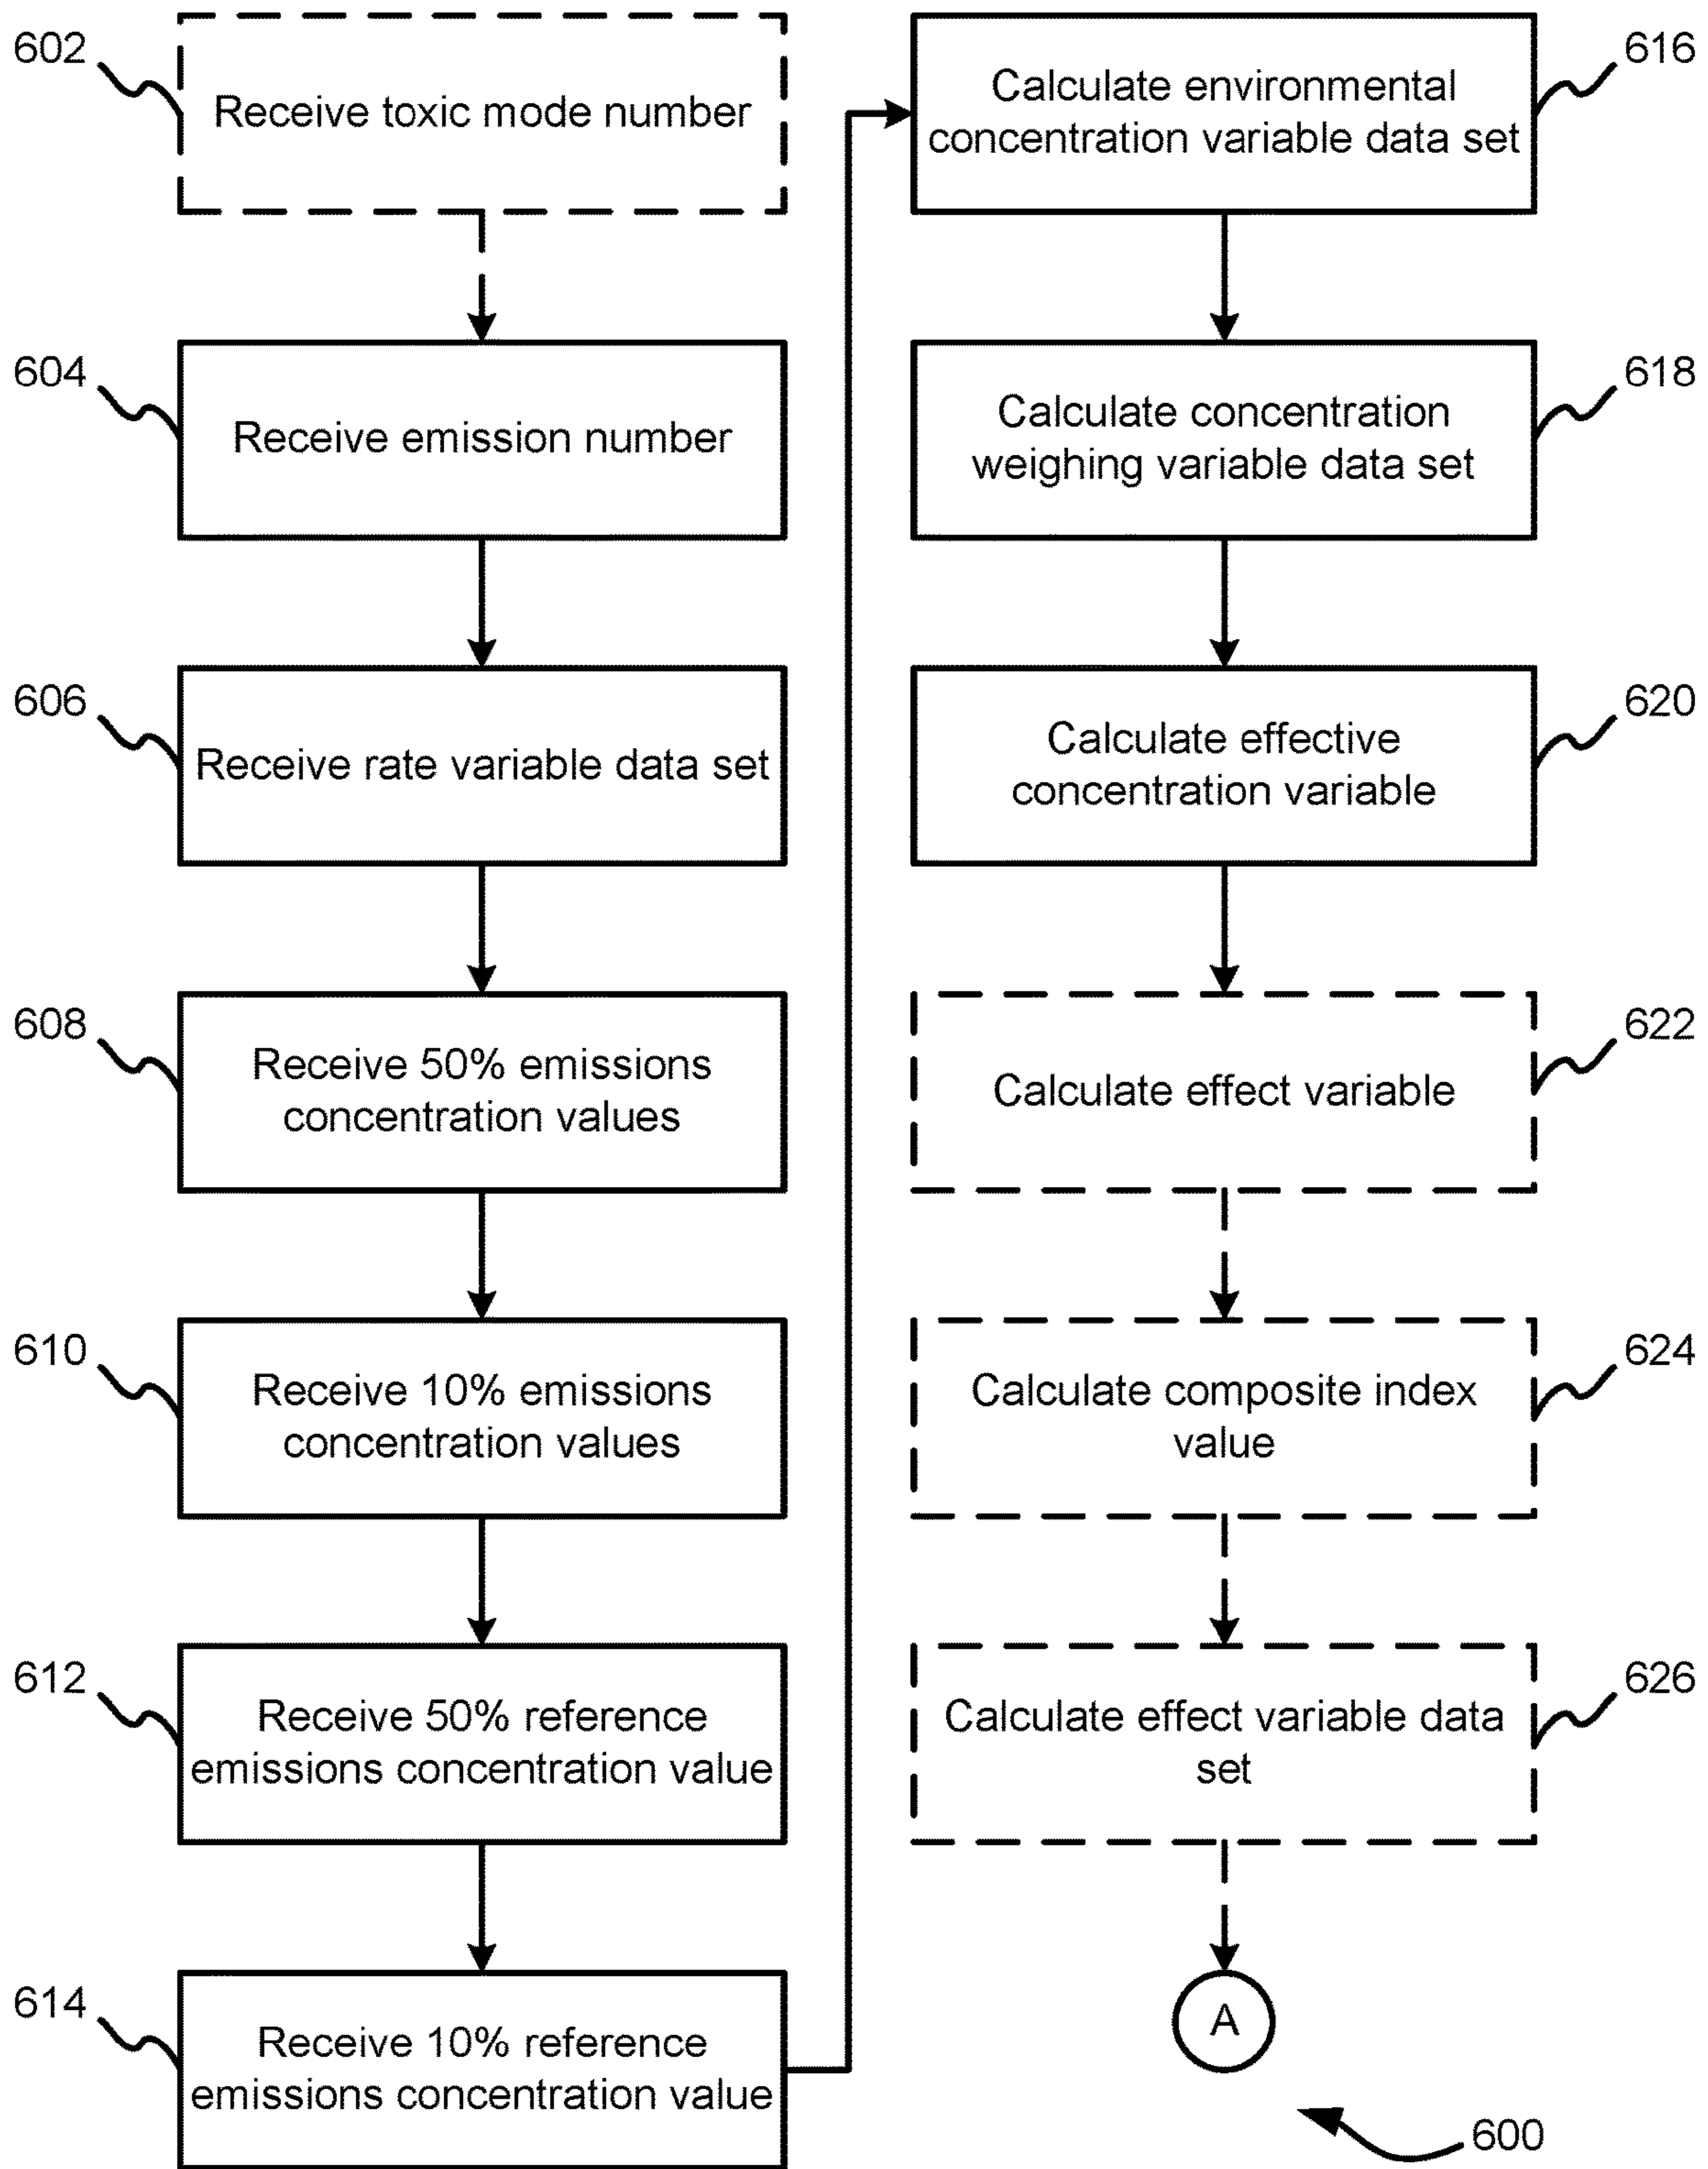 602
Receive toxic mode number
604
Receive emission number
606
Receive rate variable data set
608
Receive 50% emissions
concentration values
610
Receive 10% emissions
concentration values
612
Receive 50% reference
emissions concentration value
614
Receive 10% reference
emissions concentration value
616
Calculate environmental
concentration variable data set
618
Calculate concentration
weighing variable data set
620
Calculate effective
concentration variable
622
Calculate effect variable
624
Calculate composite index
value
626
Calculate effect variable data
set
A
600